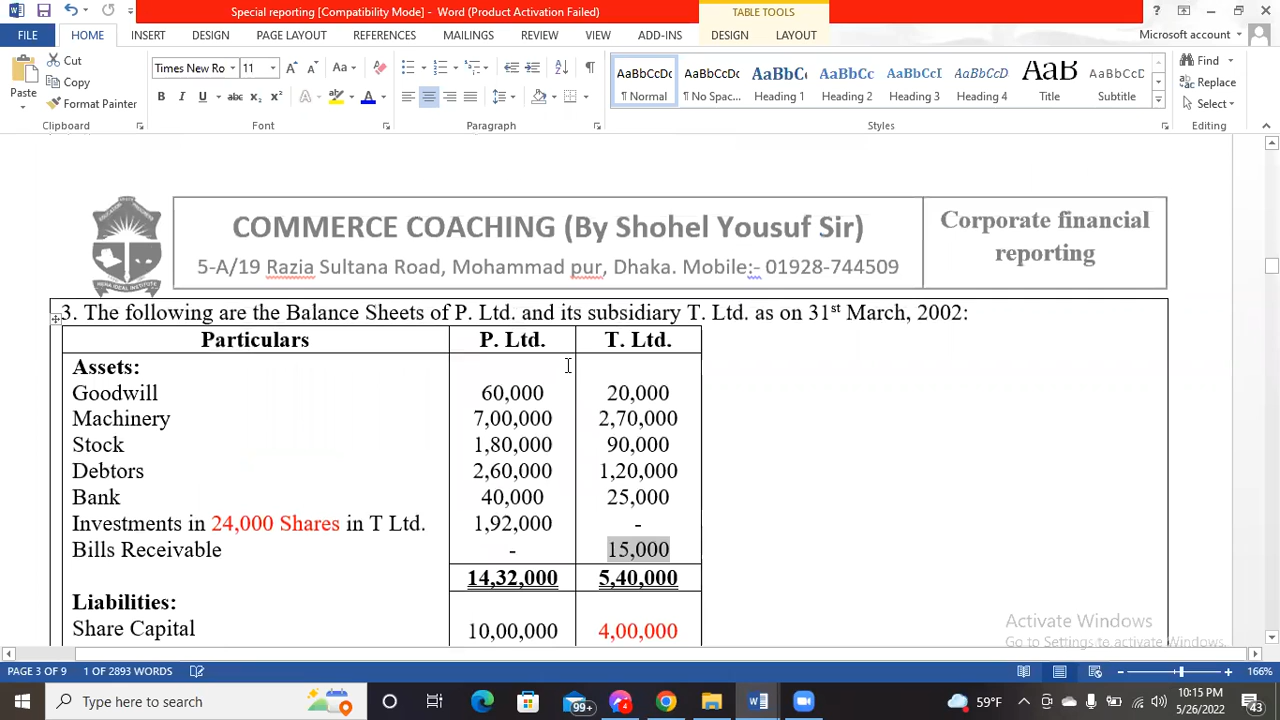 Special reporting [Compatibility Mode] - Word (Product Activation Failed)
TABLE TOOLS
FILE HOME INSERT DESIGN PAGE LAYOUT REFERENCES MAILINGS REVIEW VIEW ADD-INS DESIGN LAYOUT Microsoft account
Cut
Copy
Format Painter
Paste
Clipboard
Times New Ro 11
Font
Paragraph
AaBbCcDc AaBbCcDc AaBbCc AaBbCc AaBbCcI AaBbCcDc AaB AaBbCcDc
¶ Normal ¶ No Spac... Heading 1 Heading 2 Heading 3 Heading 4 Title Subtitle
Styles
Find
Replace
Select
Editing
COMMERCE COACHING (By Shohel Yousuf Sir)
5-A/19 Razia Sultana Road, Mohammad pur, Dhaka. Mobile:- 01928-744509
Corporate financial
reporting
3. The following are the Balance Sheets of P. Ltd. and its subsidiary T. Ltd. as on 31st March, 2002:
Particulars P. Ltd. T. Ltd.
Assets:
Goodwill 60,000 20,000
Machinery 7,00,000 2,70,000
Stock 1,80,000 90,000
Debtors 2,60,000 1,20,000
Bank 40,000 25,000
Investments in 24,000 Shares in T Ltd. 1,92,000 -
Bills Receivable - 15,000
14,32,000 5,40,000
Liabilities:
Share Capital 10,00,000 4,00,000
Activate Windows
Go to Settings to activate Windows.
PAGE 3 OF 9 1 OF 2893 WORDS 166%
Type here to search
99+
4
59°F
10:15 PM
5/26/2022
43